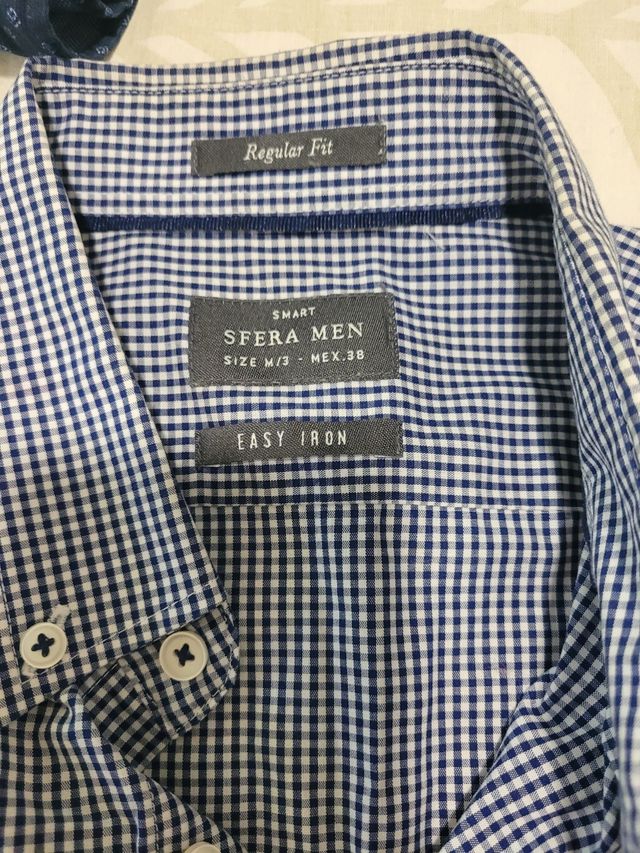 Regular Fit
SMART
SFERA MEN
SIZE M/3 - MEX.38
EASY IRON